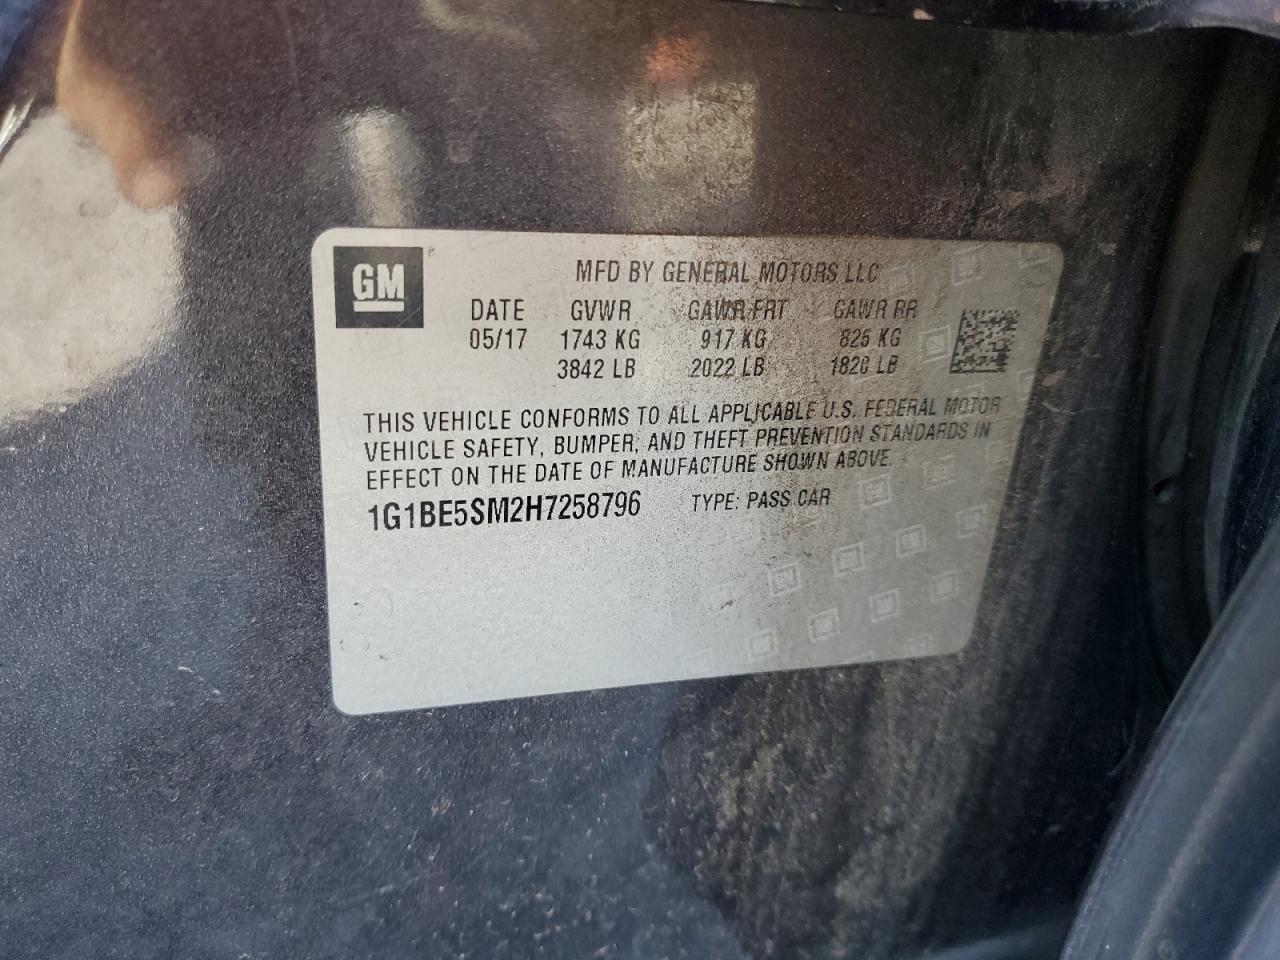 GM
MFD BY GENERAL MOTORS LLC
DATE GVWR GAWR FRT GAWR RR
05/17 1743 KG 917 KG 825 KG
3842 LB 2022 LB 1820 LB
THIS VEHICLE CONFORMS TO ALL APPLICABLE U.S. FEDERAL MOTOR
VEHICLE SAFETY, BUMPER, AND THEFT PREVENTION STANDARDS IN
EFFECT ON THE DATE OF MANUFACTURE SHOWN ABOVE.
1G1BE5SM2H7258796 TYPE: PASS CAR